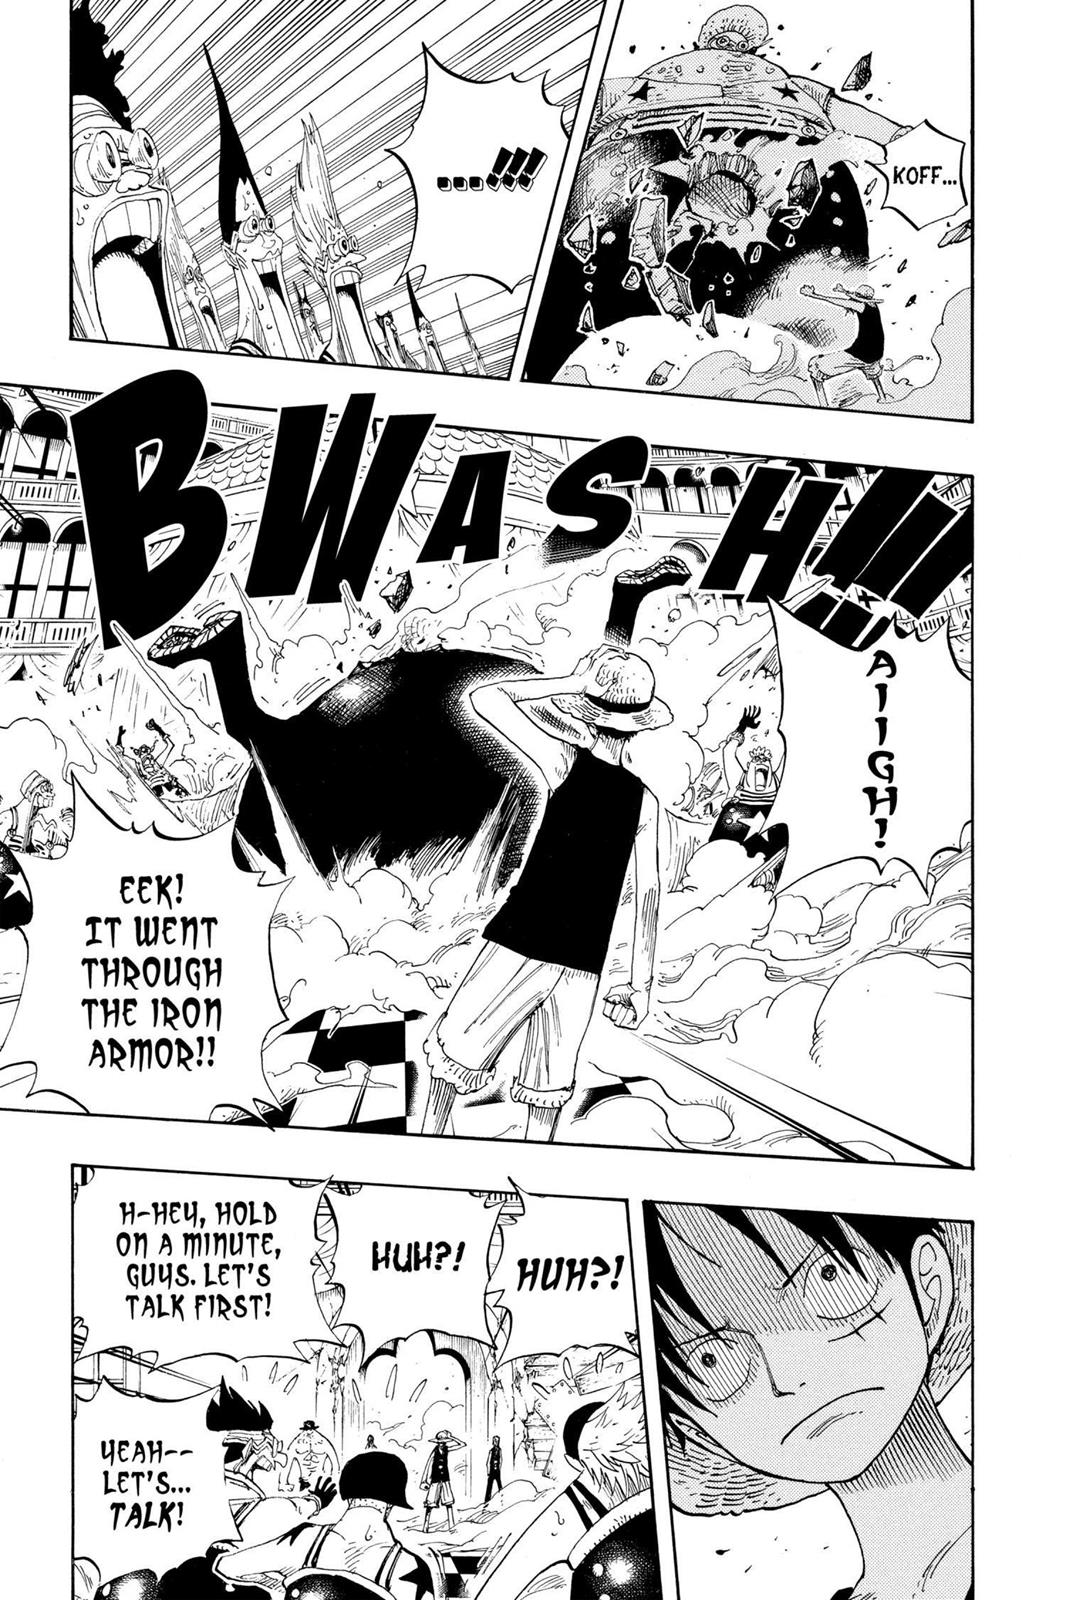 KOFF...
....!!!
BWASH!!!!
AIIGH!
EEK!
IT WENT
THROUGH
THE IRON
ARMOR!!
HUH?!
HUH?!
H-HEY, HOLD
ON A MINUTE,
GUYS. LET'S
TALK FIRST!
YEAH--
LET'S...
TALK!